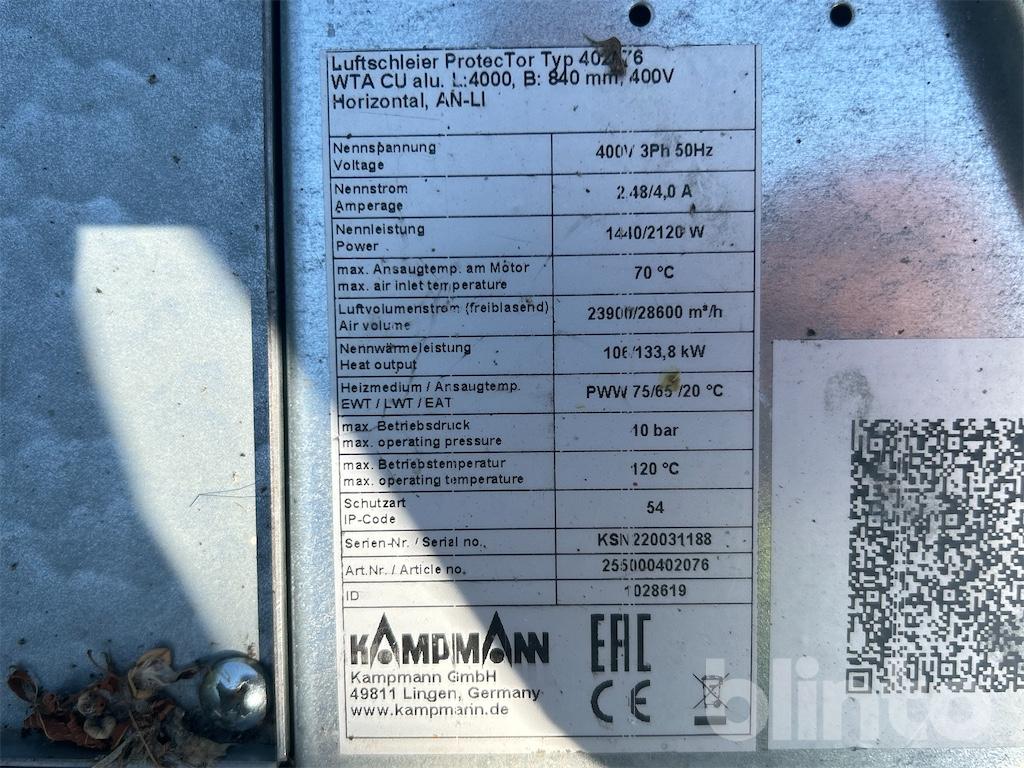 Luftschleier ProtecTor Typ 402076
WTA CU alu. L:4000, B: 840 mm, 400V
Horizontal, AN-LI
Nennspannung
Voltage
400V 3Ph 50Hz
Nennstrom
Amperage
2,48/4,0 A
Nennleistung
Power
1440/2120 W
max. Ansaugtemp. am Motor
max. air inlet temperature
70 °C
Luftvolumenstrom (freiblasend)
Air volume
23900/28600 m³/h
Nennwärmeleistung
Heat output
106/133,8 kW
Heizmedium / Ansaugtemp.
EWT / LWT / EAT
PWW 75/65 /20 °C
max. Betriebsdruck
max. operating pressure
10 bar
max. Betriebstemperatur
max. operating temperature
120 °C
Schutzart
IP-Code
54
Serien-Nr. / Serial no.
KSN220031188
Art.Nr. / Article no.
255000402076
ID
1028619
KAMPMANN
Kampmann GmbH
49811 Lingen, Germany
www.kampmann.de
EAC
CE
blinto